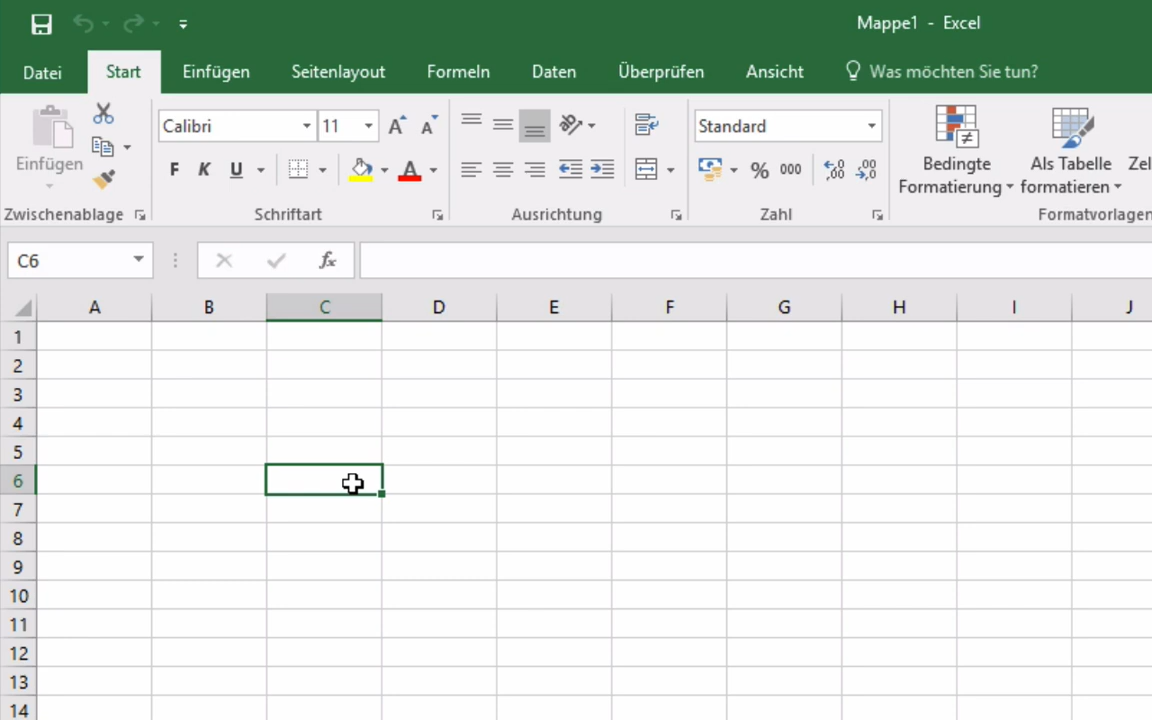 Mappe1 - Excel
Datei Start Einfügen Seitenlayout Formeln Daten Überprüfen Ansicht Was möchten Sie tun?
Calibri 11 Standard
Einfügen F K U A % 000 Bedingte Formatierung Als Tabelle formatieren
Zwischenablage Schriftart Ausrichtung Zahl Formatvorlagen
C6 fx
A B C D E F G H I J
1
2
3
4
5
6
7
8
9
10
11
12
13
14